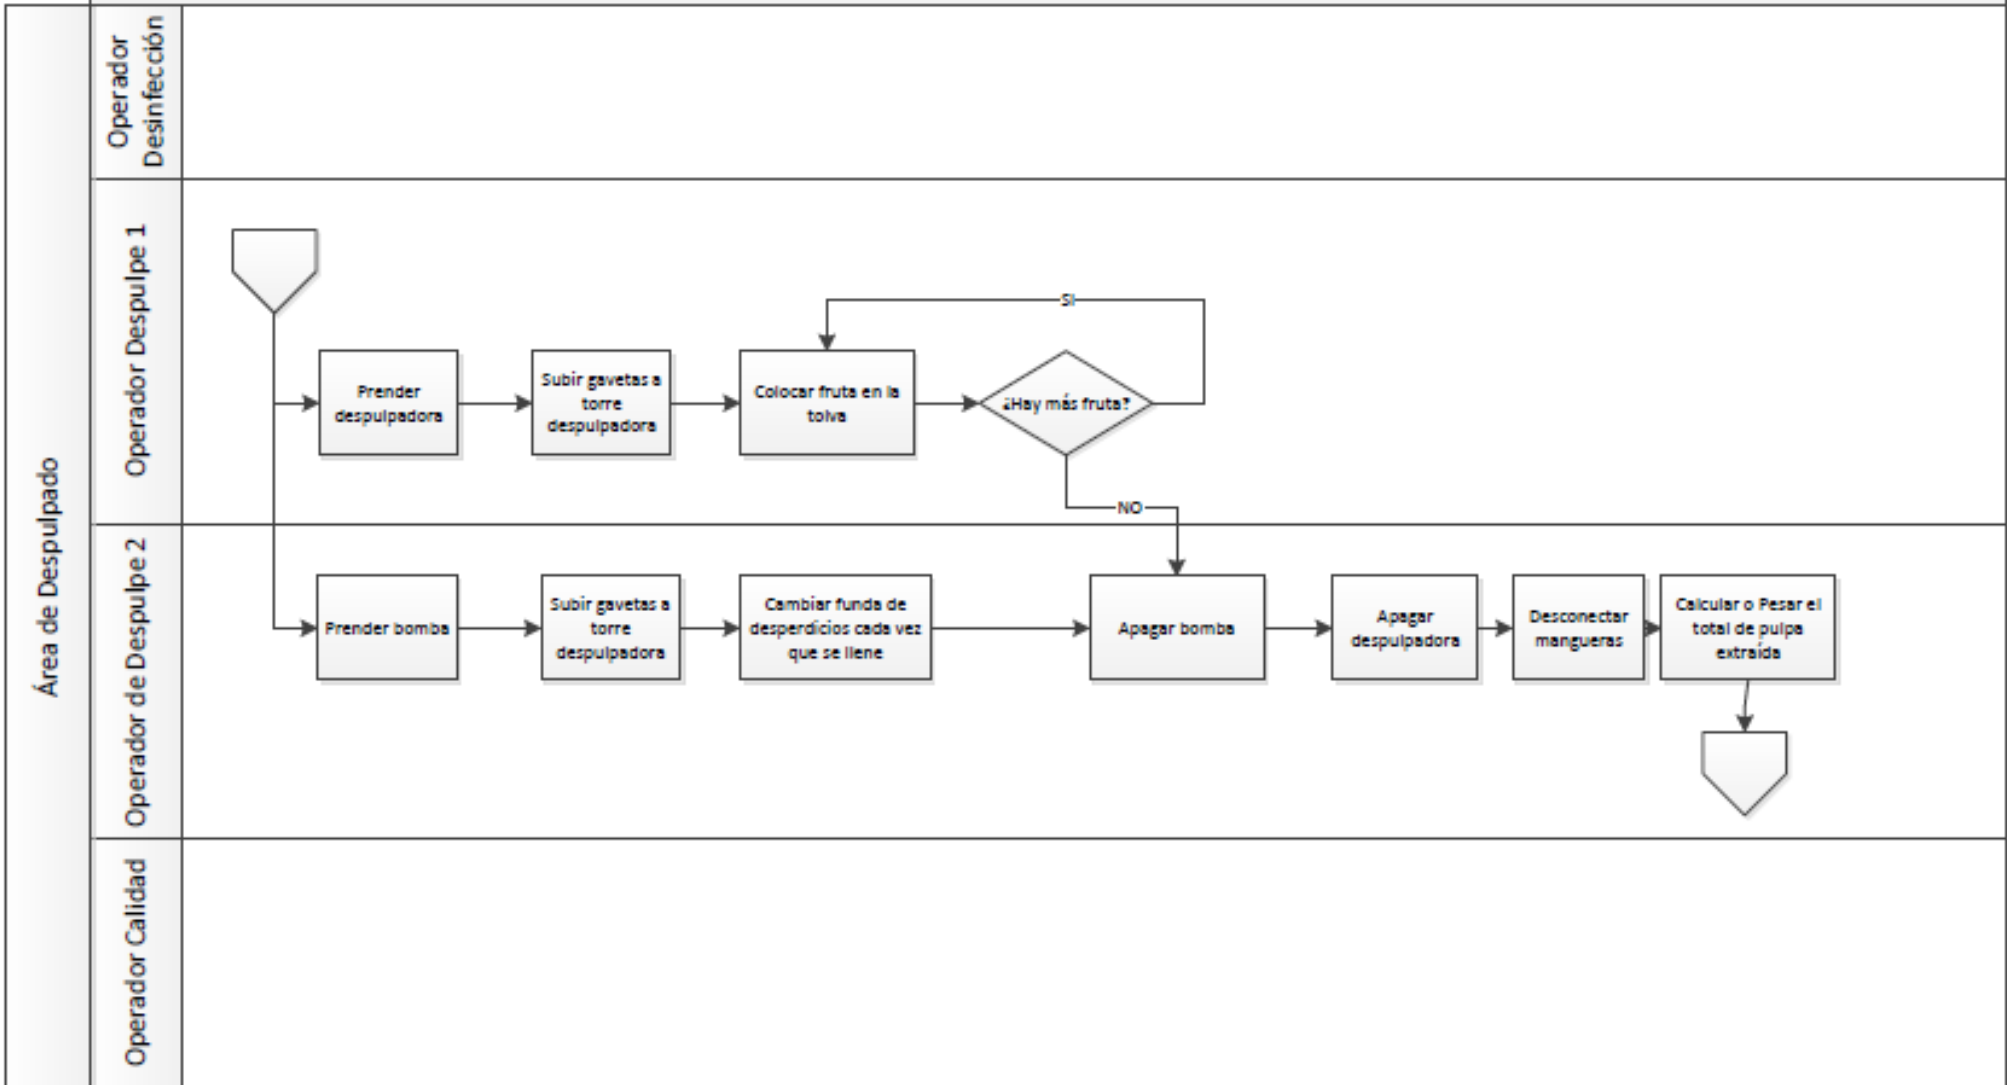 Área de Despulpado
Operador
Desinfección
Operador Despulpe 1
SI
Prender
despulpadora
Subir gavetas a
torre
despulpadora
Colocar fruta en la
tolva
¿Hay más fruta?
NO
Operador de Despulpe 2
Prender bomba
Subir gavetas a
torre
despulpadora
Cambiar funda de
desperdicios cada vez
que se llene
Apagar bomba
Apagar
despulpadora
Desconectar
mangueras
Calcular o Pesar el
total de pulpa
extraída
Operador Calidad